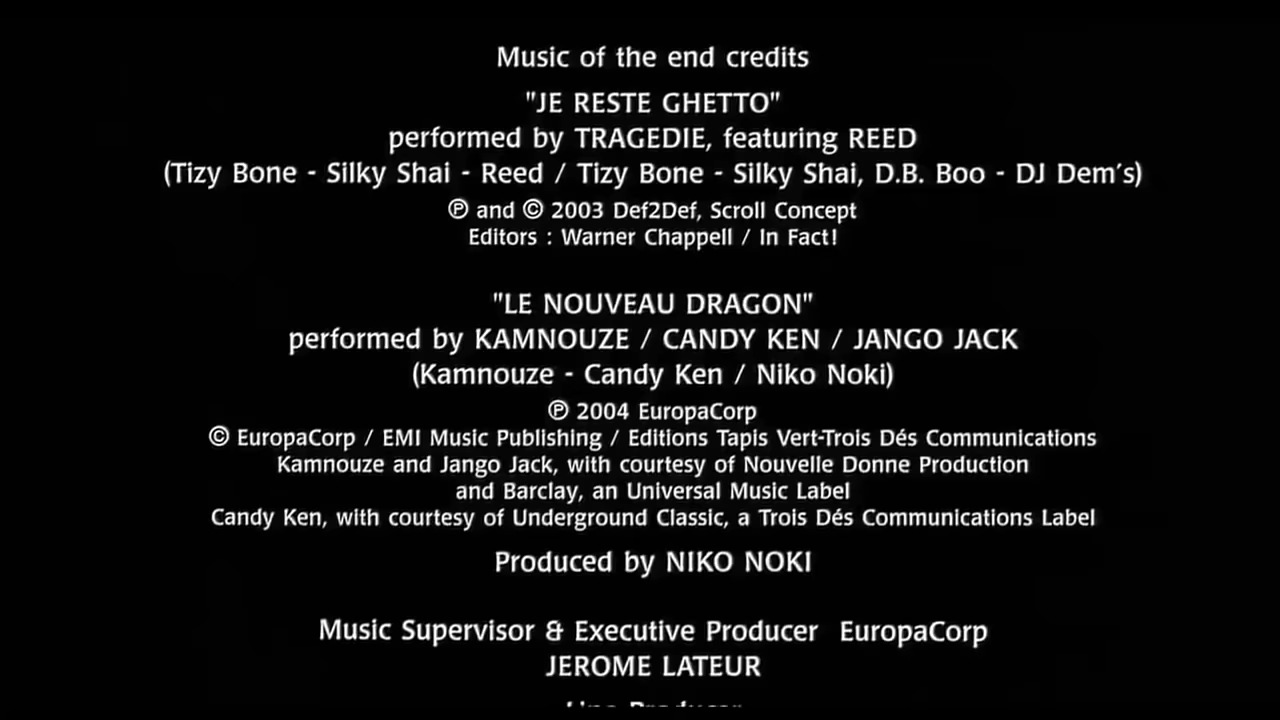 Music of the end credits
"JE RESTE GHETTO"
performed by TRAGEDIE, featuring REED
(Tizy Bone - Silky Shai - Reed / Tizy Bone - Silky Shai, D.B. Boo - DJ Dem's)
℗ and © 2003 Def2Def, Scroll Concept
Editors : Warner Chappell / In Fact!
"LE NOUVEAU DRAGON"
performed by KAMNOUZE / CANDY KEN / JANGO JACK
(Kamnouze - Candy Ken / Niko Noki)
℗ 2004 EuropaCorp
© EuropaCorp / EMI Music Publishing / Editions Tapis Vert-Trois Dés Communications
Kamnouze and Jango Jack, with courtesy of Nouvelle Donne Production
and Barclay, an Universal Music Label
Candy Ken, with courtesy of Underground Classic, a Trois Dés Communications Label
Produced by NIKO NOKI
Music Supervisor & Executive Producer EuropaCorp
JEROME LATEUR